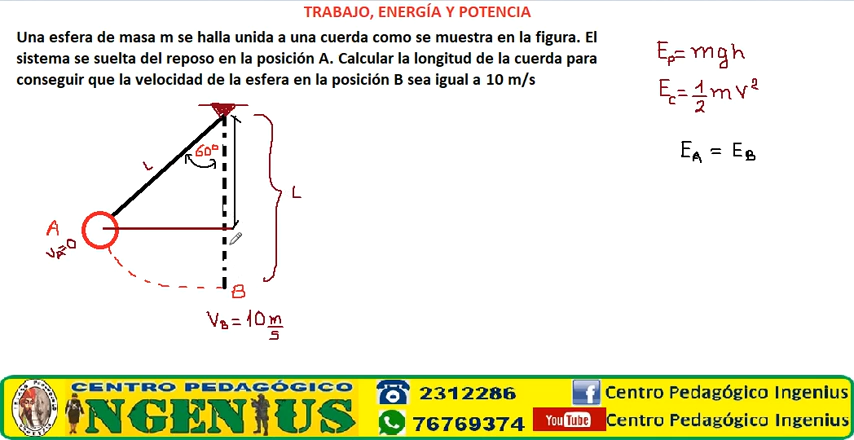 TRABAJO, ENERGÍA Y POTENCIA
Una esfera de masa m se halla unida a una cuerda como se muestra en la figura. El
sistema se suelta del reposo en la posición A. Calcular la longitud de la cuerda para
conseguir que la velocidad de la esfera en la posición B sea igual a 10 m/s
Ep=mgh
Ec=1/2 mv²
EA = EB
60°
L
L
A
vA=0
B
VB=10 m/s
CENTRO PEDAGÓGICO
INGENIUS
2312286
76769374
f Centro Pedagógico Ingenius
YouTube Centro Pedagógico Ingenius